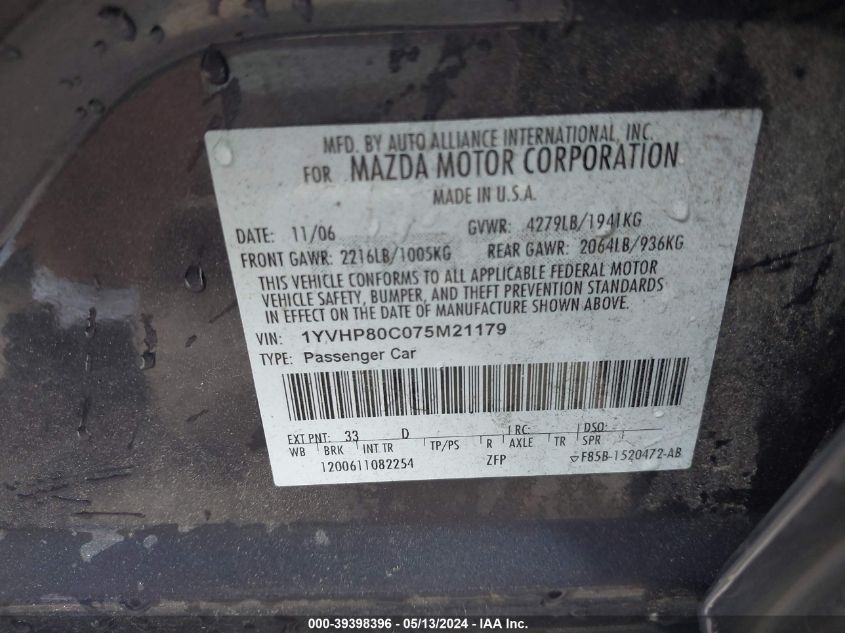 MFD. BY AUTO ALLIANCE INTERNATIONAL, INC.
FOR MAZDA MOTOR CORPORATION
MADE IN U.S.A.
DATE: 11/06 GVWR: 4279LB/1941KG
FRONT GAWR: 2216LB/1005KG REAR GAWR: 2064LB/936KG
THIS VEHICLE CONFORMS TO ALL APPLICABLE FEDERAL MOTOR
VEHICLE SAFETY, BUMPER, AND THEFT PREVENTION STANDARDS
IN EFFECT ON THE DATE OF MANUFACTURE SHOWN ABOVE.
VIN: 1YVHP80C075M21179
TYPE: Passenger Car
EXT PNT: 33 D RC: DSO:
WB BRK INT TR TP/PS R AXLE TR SPR
1200611082254 ZFP ▽F85B-1520472-AB
000-39398396 - 05/13/2024 - IAA Inc.